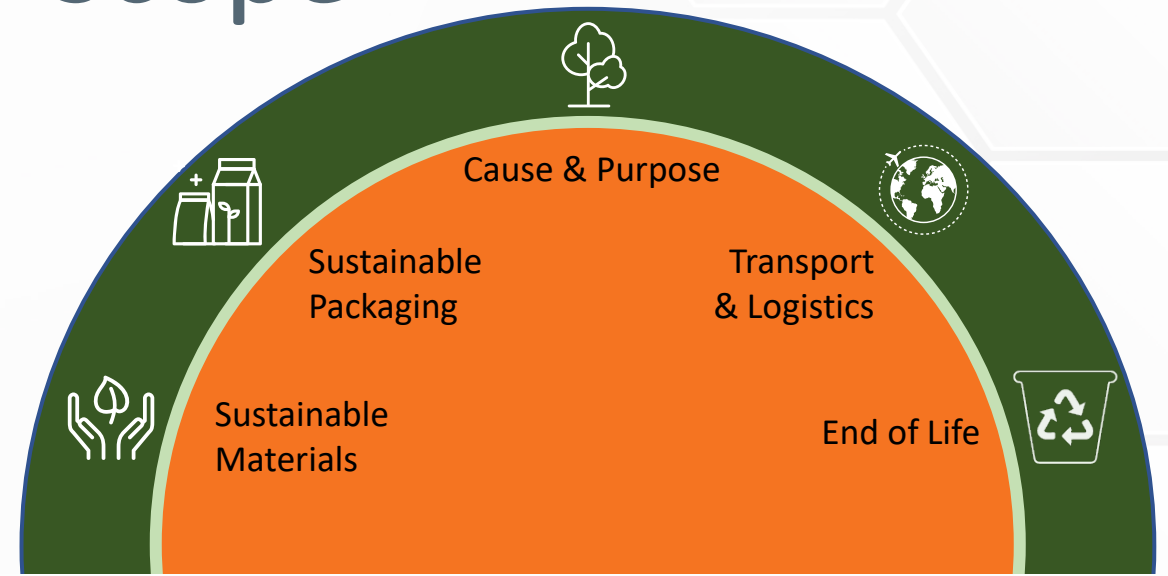 Cause & Purpose
Sustainable
Packaging
Transport
& Logistics
Sustainable
Materials
End of Life